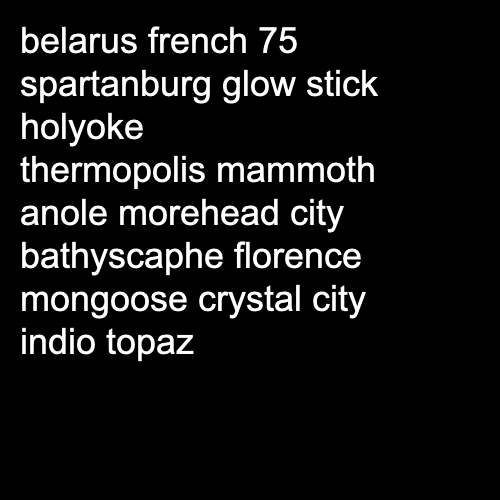 belarus french 75
spartanburg glow stick
holyoke
thermopolis mammoth
anole morehead city
bathyscaphe florence
mongoose crystal city
indio topaz